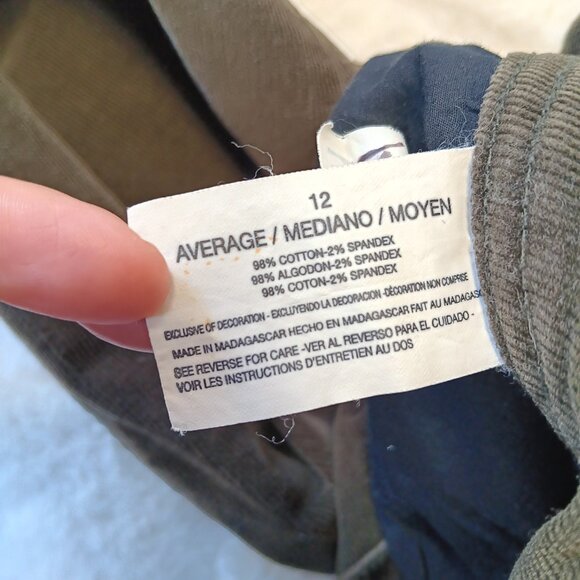 12
AVERAGE / MEDIANO / MOYEN
98% COTTON-2% SPANDEX
98% ALGODON-2% SPANDEX
98% COTON-2% SPANDEX
EXCLUSIVE OF DECORATION - EXCLUYENDO LA DECORACION -DÉCORATION NON COMPRISE
MADE IN MADAGASCAR HECHO EN MADAGASCAR FAIT AU MADAGASC
SEE REVERSE FOR CARE -VER AL REVERSO PARA EL CUIDADO -
VOIR LES INSTRUCTIONS D'ENTRETIEN AU DOS